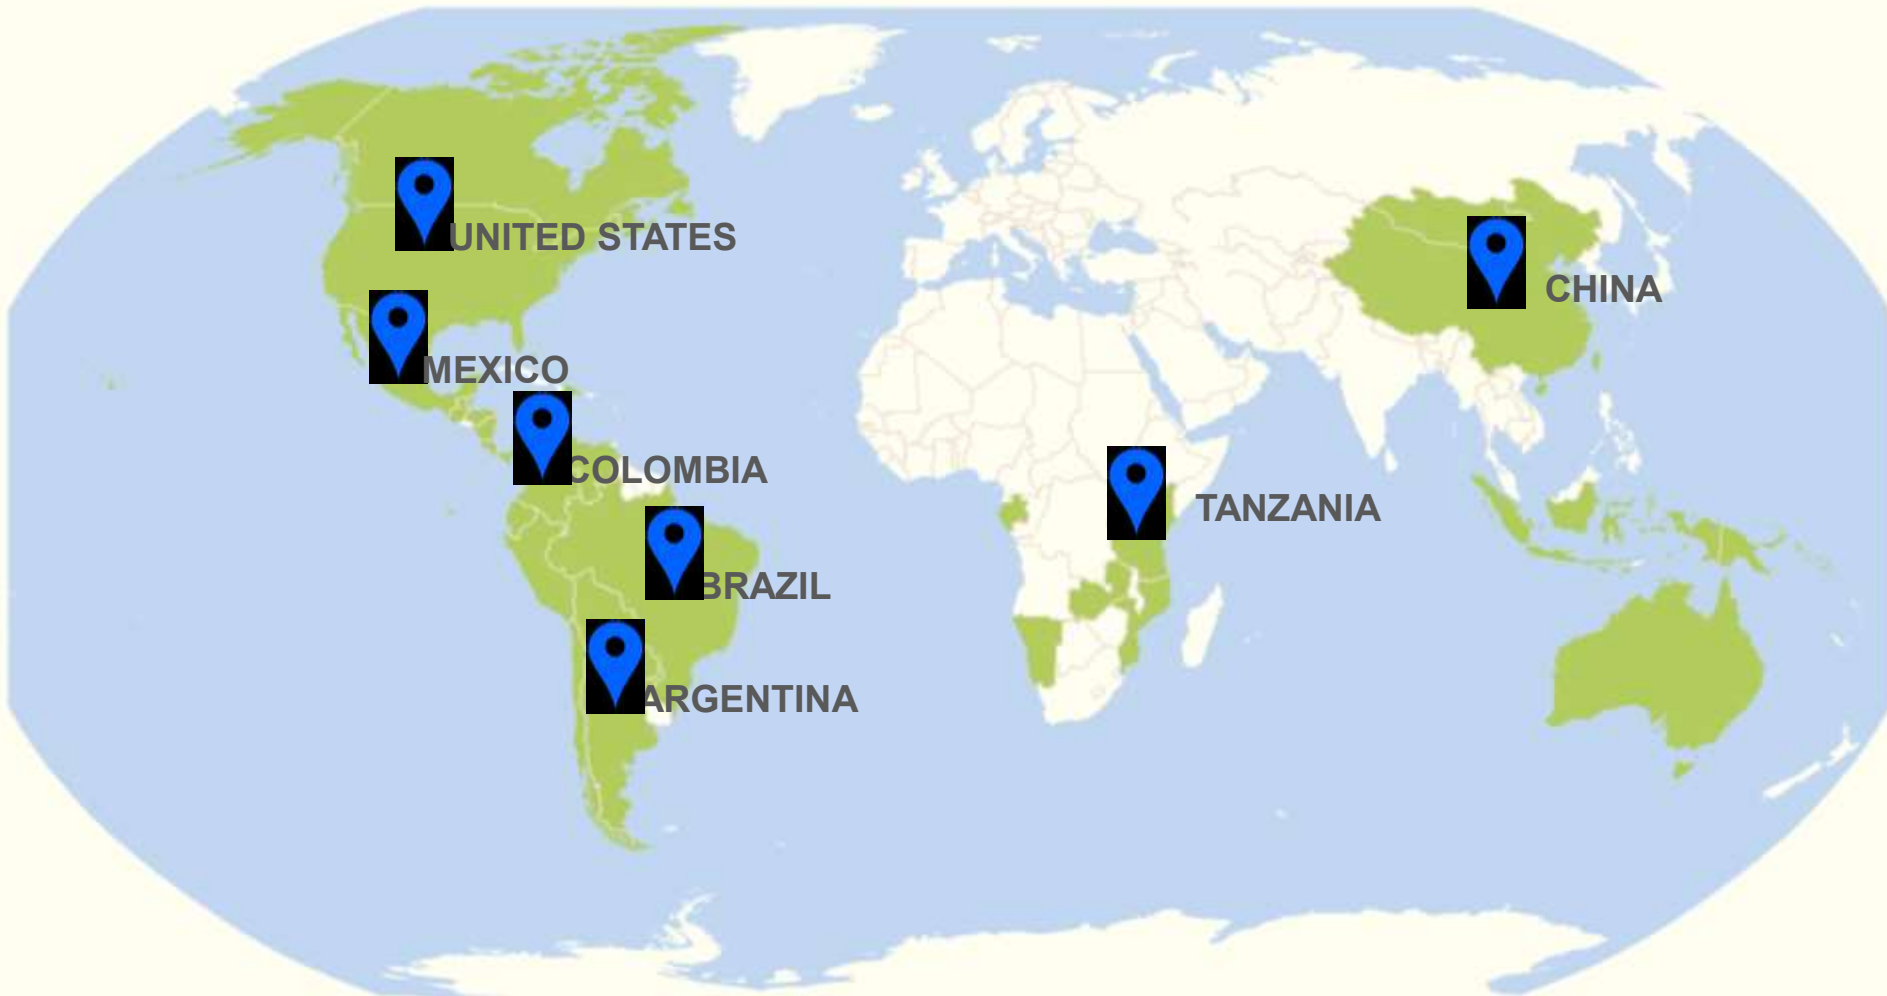 UNITED STATES
CHINA
MEXICO
COLOMBIA
TANZANIA
BRAZIL
ARGENTINA